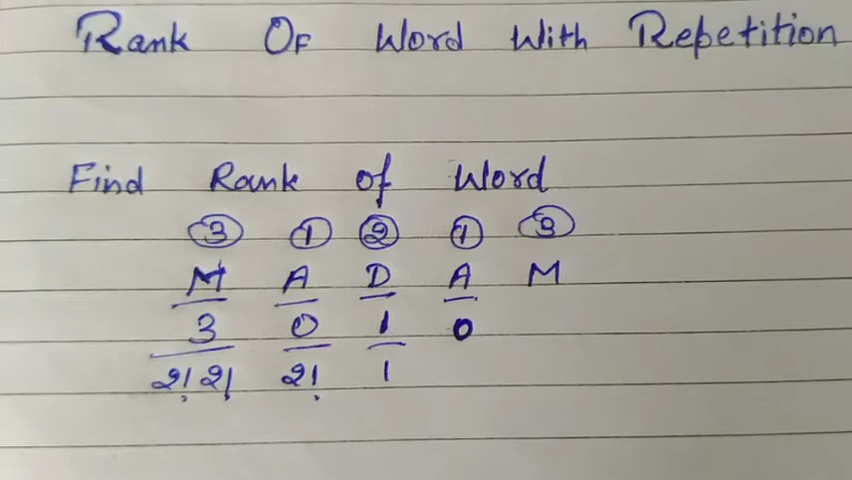 Rank Of Word With Repetition
Find Rank of Word
3 1 2 1 3
M A D A M
3 0 1 0
2! 2! 2! 1